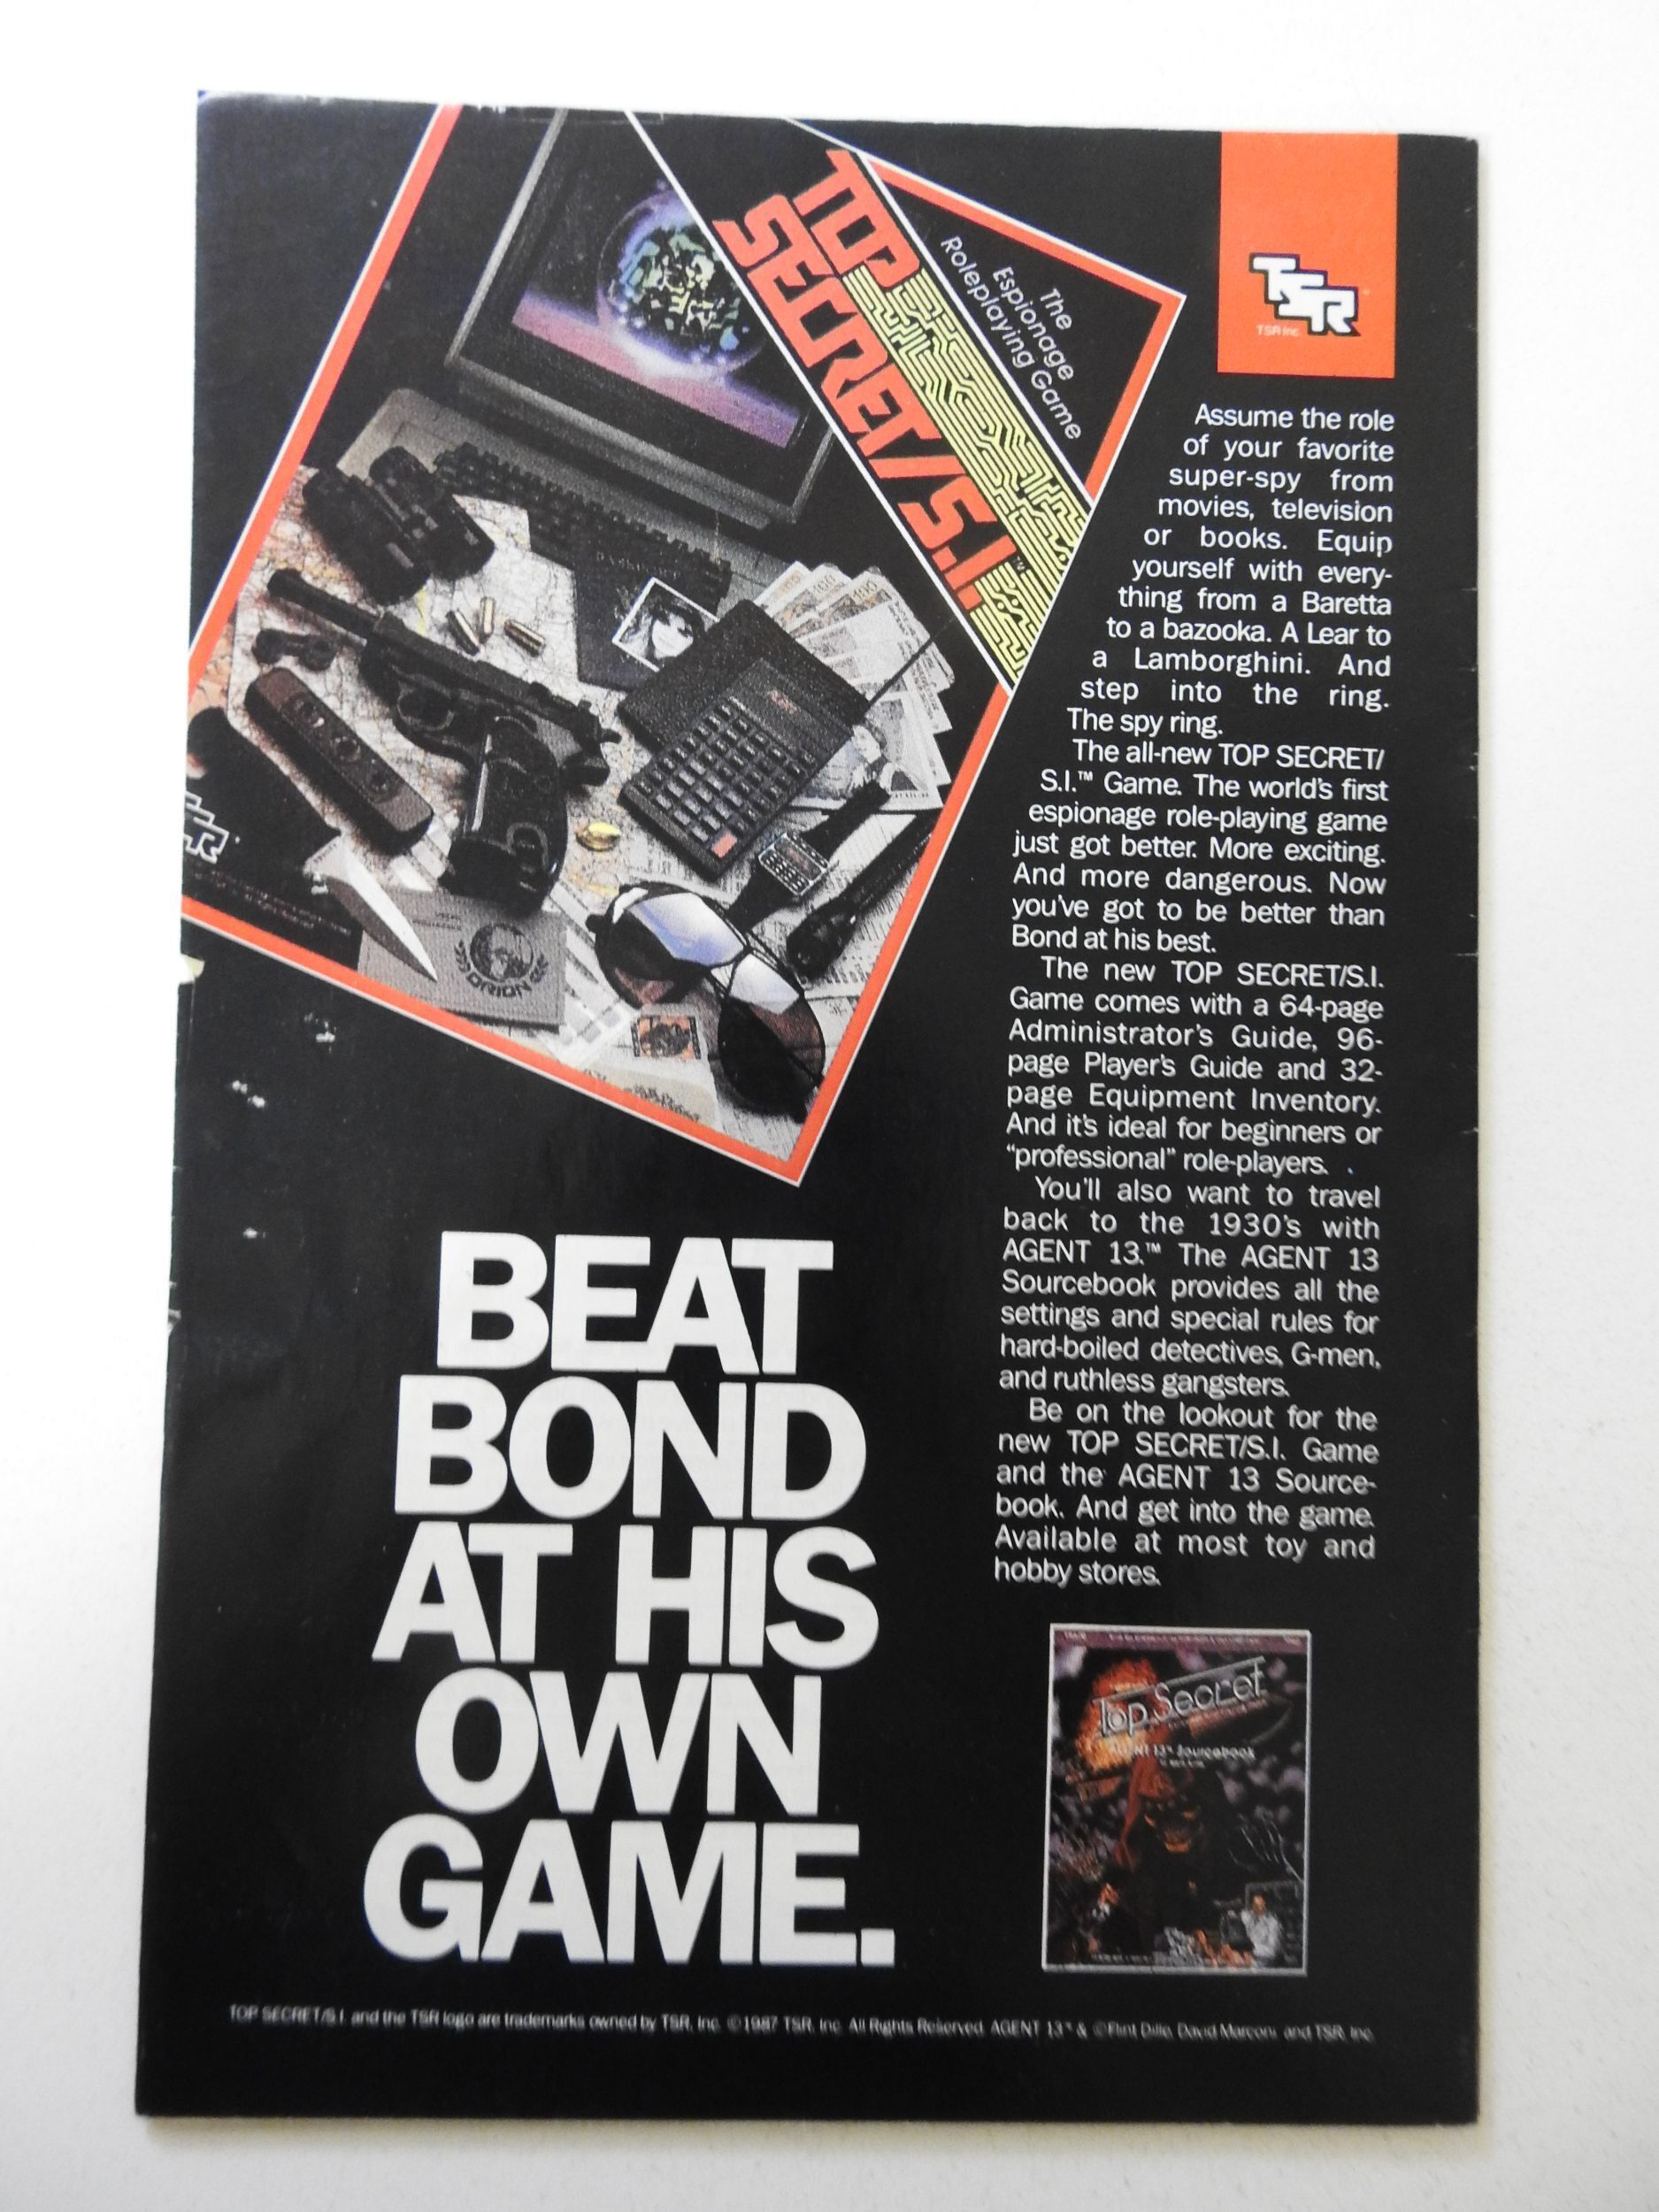 TOP
SECRET/S.I.™
The
Espionage
Roleplaying Game
TSR
TSR Inc.
Assume the role
of your favorite
super-spy from
movies, television
or books. Equip
yourself with every-
thing from a Baretta
to a bazooka. A Lear to
a Lamborghini. And
step into the ring.
The spy ring.
The all-new TOP SECRET/
S.I.™ Game. The world's first
espionage role-playing game
just got better. More exciting.
And more dangerous. Now
you've got to be better than
Bond at his best.
The new TOP SECRET/S.I.
Game comes with a 64-page
Administrator's Guide, 96-
page Player's Guide and 32-
page Equipment Inventory.
And it's ideal for beginners or
"professional" role-players.
You'll also want to travel
back to the 1930's with
AGENT 13.™ The AGENT 13
Sourcebook provides all the
settings and special rules for
hard-boiled detectives, G-men,
and ruthless gangsters.
Be on the lookout for the
new TOP SECRET/S.I. Game
and the AGENT 13 Source-
book. And get into the game.
Available at most toy and
hobby stores.
ORION
100
100
BEAT
BOND
AT HIS
OWN
GAME.
Top Secret
AGENT 13™ Sourcebook
TOP SECRET/S.I. and the TSR logo are trademarks owned by TSR, Inc. ©1987 TSR, Inc. All Rights Reserved. AGENT 13™ & ©Flint Dille, David Marconi, and TSR, Inc.